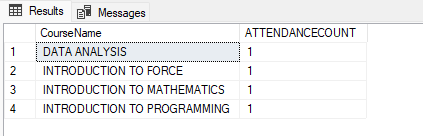 Results Messages
CourseName ATTENDANCECOUNT
1 DATA ANALYSIS 1
2 INTRODUCTION TO FORCE 1
3 INTRODUCTION TO MATHEMATICS 1
4 INTRODUCTION TO PROGRAMMING 1